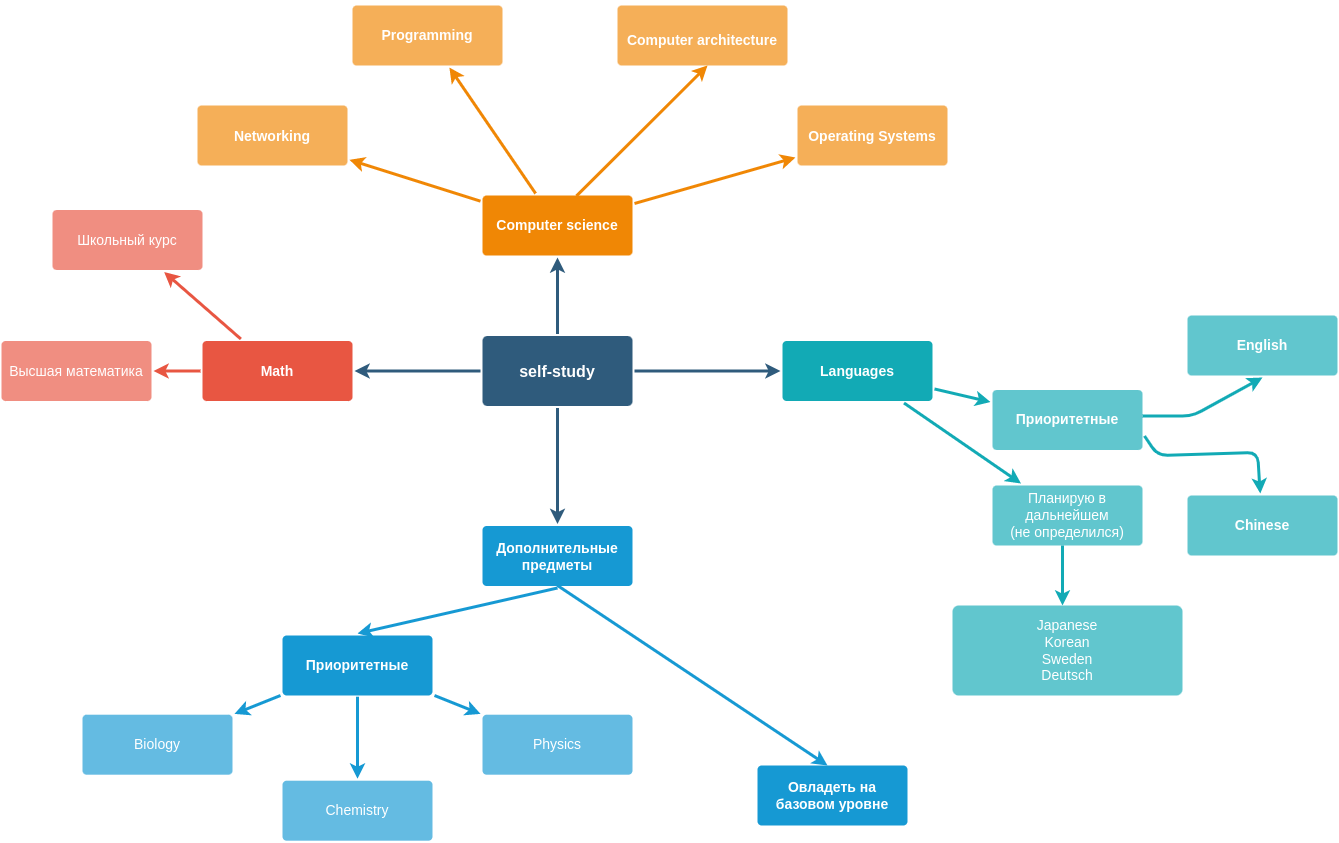 Programming
Computer architecture
Networking
Operating Systems
Computer science
Школьный курс
Высшая математика
Math
self-study
Languages
English
Приоритетные
Планирую в
дальнейшем
(не определился)
Chinese
Дополнительные
предметы
Japanese
Korean
Sweden
Deutsch
Приоритетные
Biology
Physics
Chemistry
Овладеть на
базовом уровне